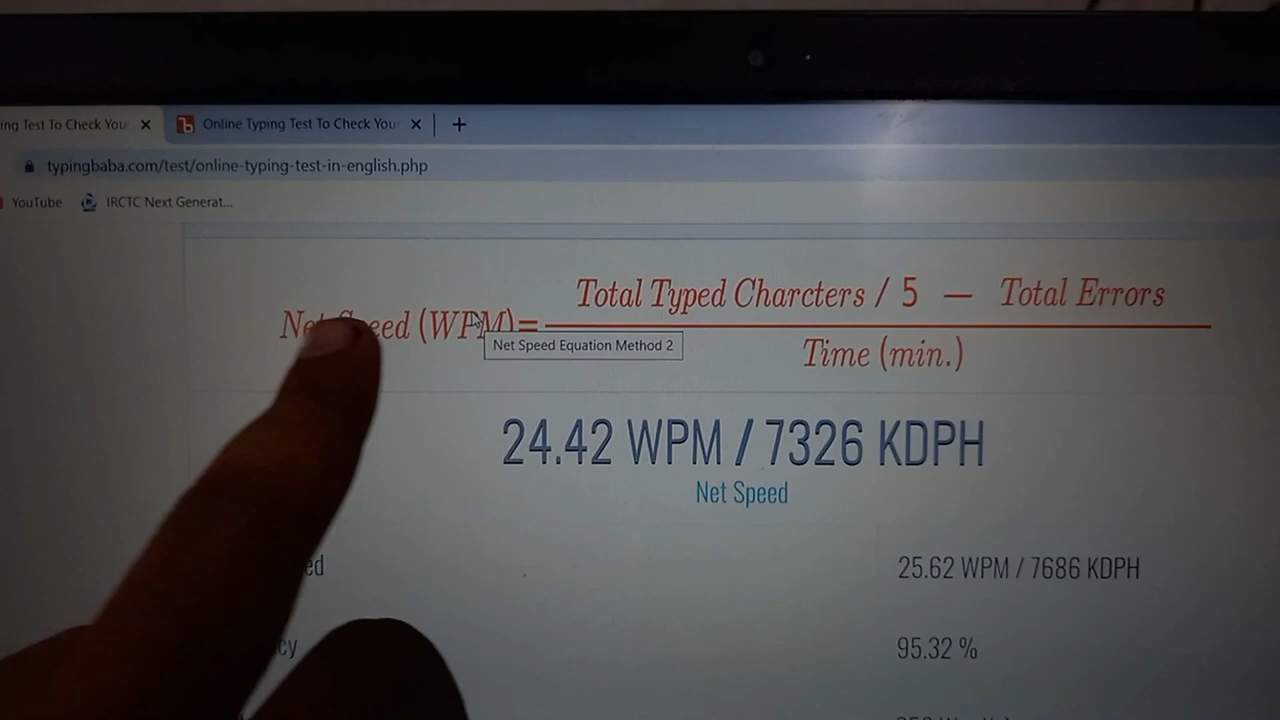 ing Test To Check You
Online Typing Test To Check You
typingbaba.com/test/online-typing-test-in-english.php
YouTube IRCTC Next Generat...
Total Typed Charcters / 5 — Total Errors
(WPM)=
Time (min.)
Net Speed Equation Method 2
24.42 WPM / 7326 KDPH
Net Speed
25.62 WPM / 7686 KDPH
95.32 %